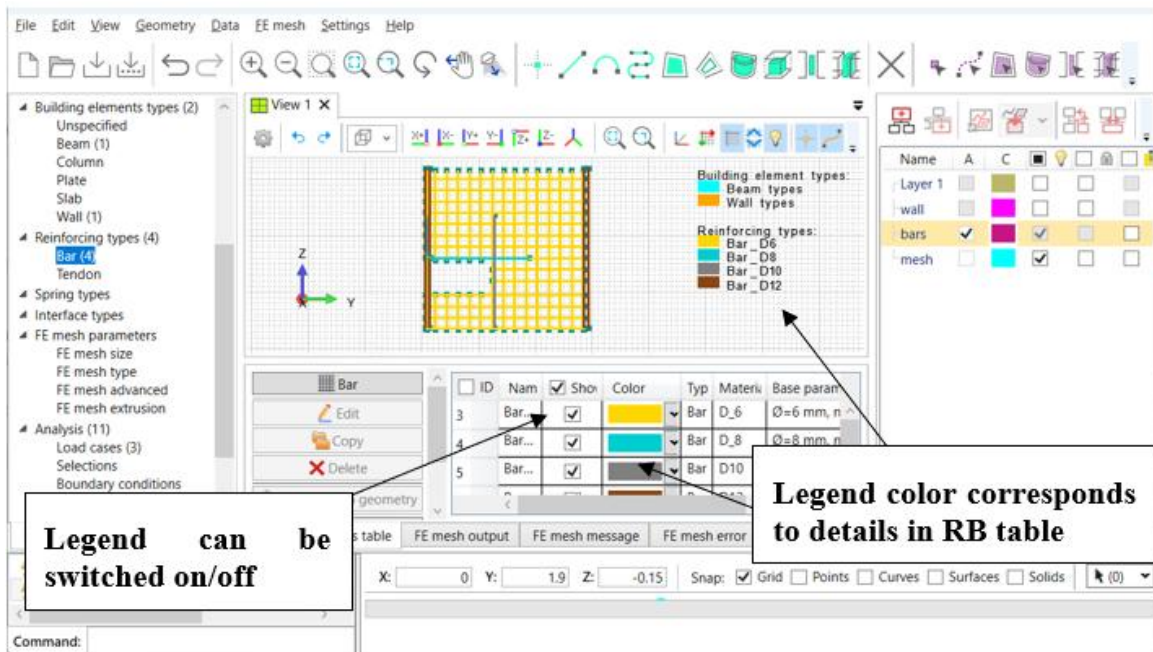 File Edit View Geometry Data FE mesh Settings Help
Building elements types (2)
Unspecified
Beam (1)
Column
Plate
Slab
Wall (1)
Reinforcing types (4)
Bar (4)
Tendon
Spring types
Interface types
FE mesh parameters
FE mesh size
FE mesh type
FE mesh advanced
FE mesh extrusion
Analysis (11)
Load cases (3)
Selections
Boundary conditions
View 1
X+ X- Y+ Y- Z+ Z-
Z
X
Y
Building element types:
Beam types
Wall types
Reinforcing types:
Bar_D6
Bar_D8
Bar_D10
Bar_D12
Name A C
Layer 1
wall
bars
mesh
Bar
Edit
Copy
Delete
geometry
ID Nam Shov Color Typ Materia Base param
3 Bar... Bar D_6 Ø=6 mm, n
4 Bar... Bar D_8 Ø=8 mm, n
5 Bar... Bar D10
Legend can be
switched on/off
Legend color corresponds
to details in RB table
s table FE mesh output FE mesh message FE mesh error
X: 0 Y: 1.9 Z: -0.15 Snap: Grid Points Curves Surfaces Solids (0)
Command: